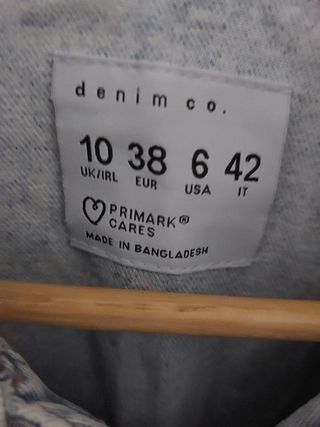 denim co.
10 38 6 42
UK/IRL EUR USA IT
PRIMARK®
CARES
MADE IN BANGLADESH